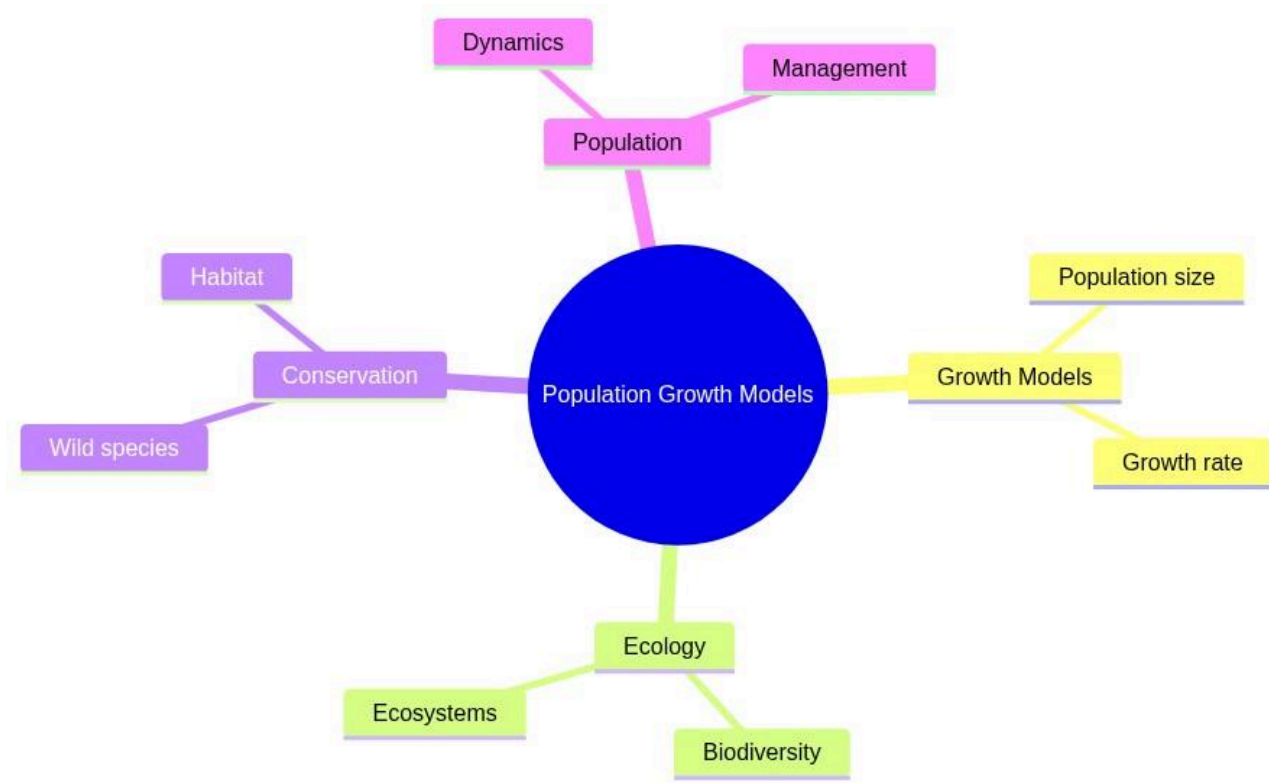 Dynamics
Management
Population
Habitat
Population size
Conservation
Growth Models
Population Growth Models
Wild species
Growth rate
Ecology
Ecosystems
Biodiversity